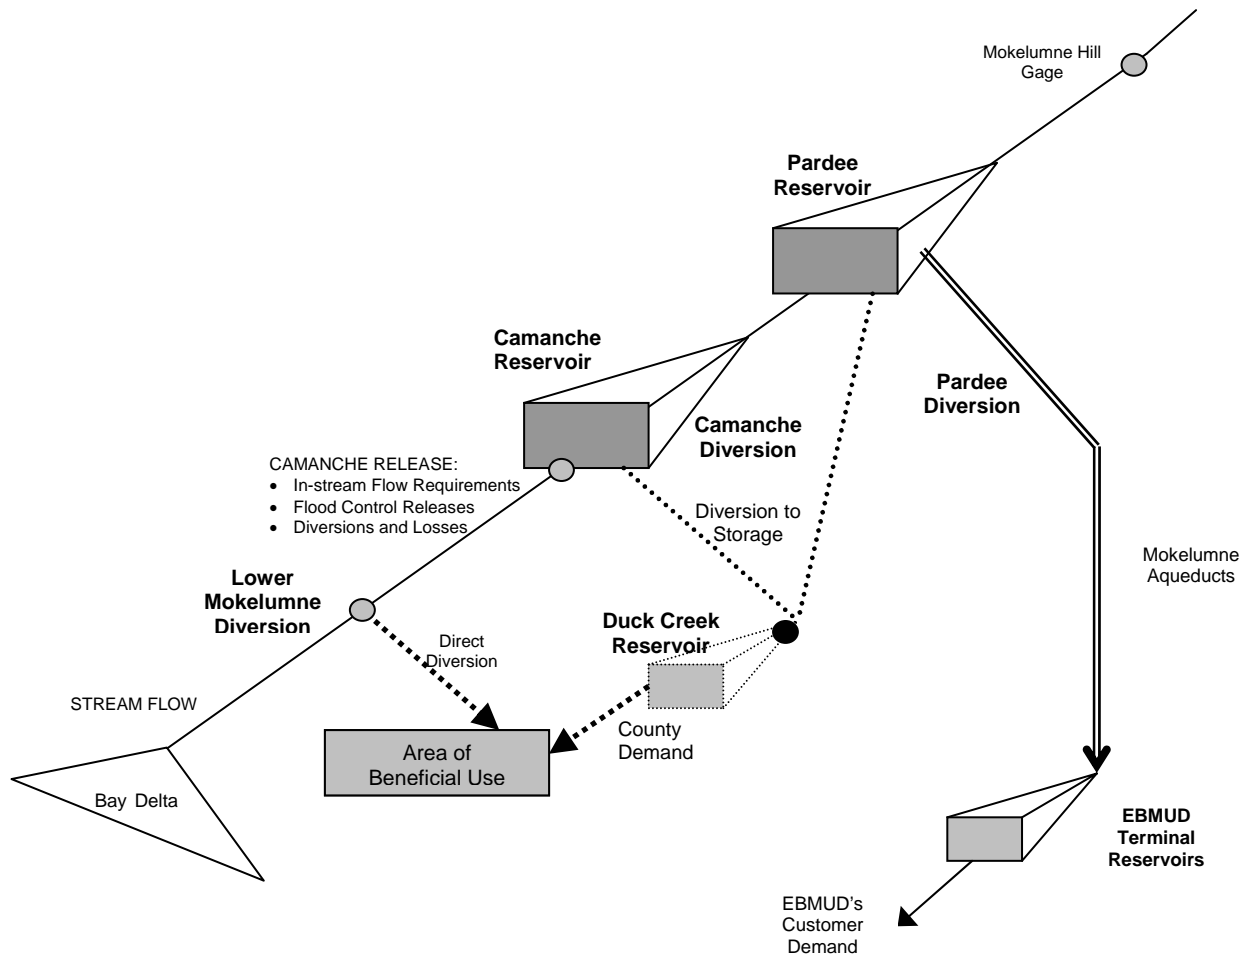 Mokelumne Hill
Gage
Pardee
Reservoir
Camanche
Reservoir
Pardee
Diversion
Camanche
Diversion
CAMANCHE RELEASE:
• In-stream Flow Requirements
• Flood Control Releases
• Diversions and Losses
Diversion to
Storage
Mokelumne
Aqueducts
Lower
Mokelumne
Diversion
Duck Creek
Reservoir
Direct
Diversion
STREAM FLOW
County
Demand
Area of
Beneficial Use
Bay Delta
EBMUD
Terminal
Reservoirs
EBMUD's
Customer
Demand